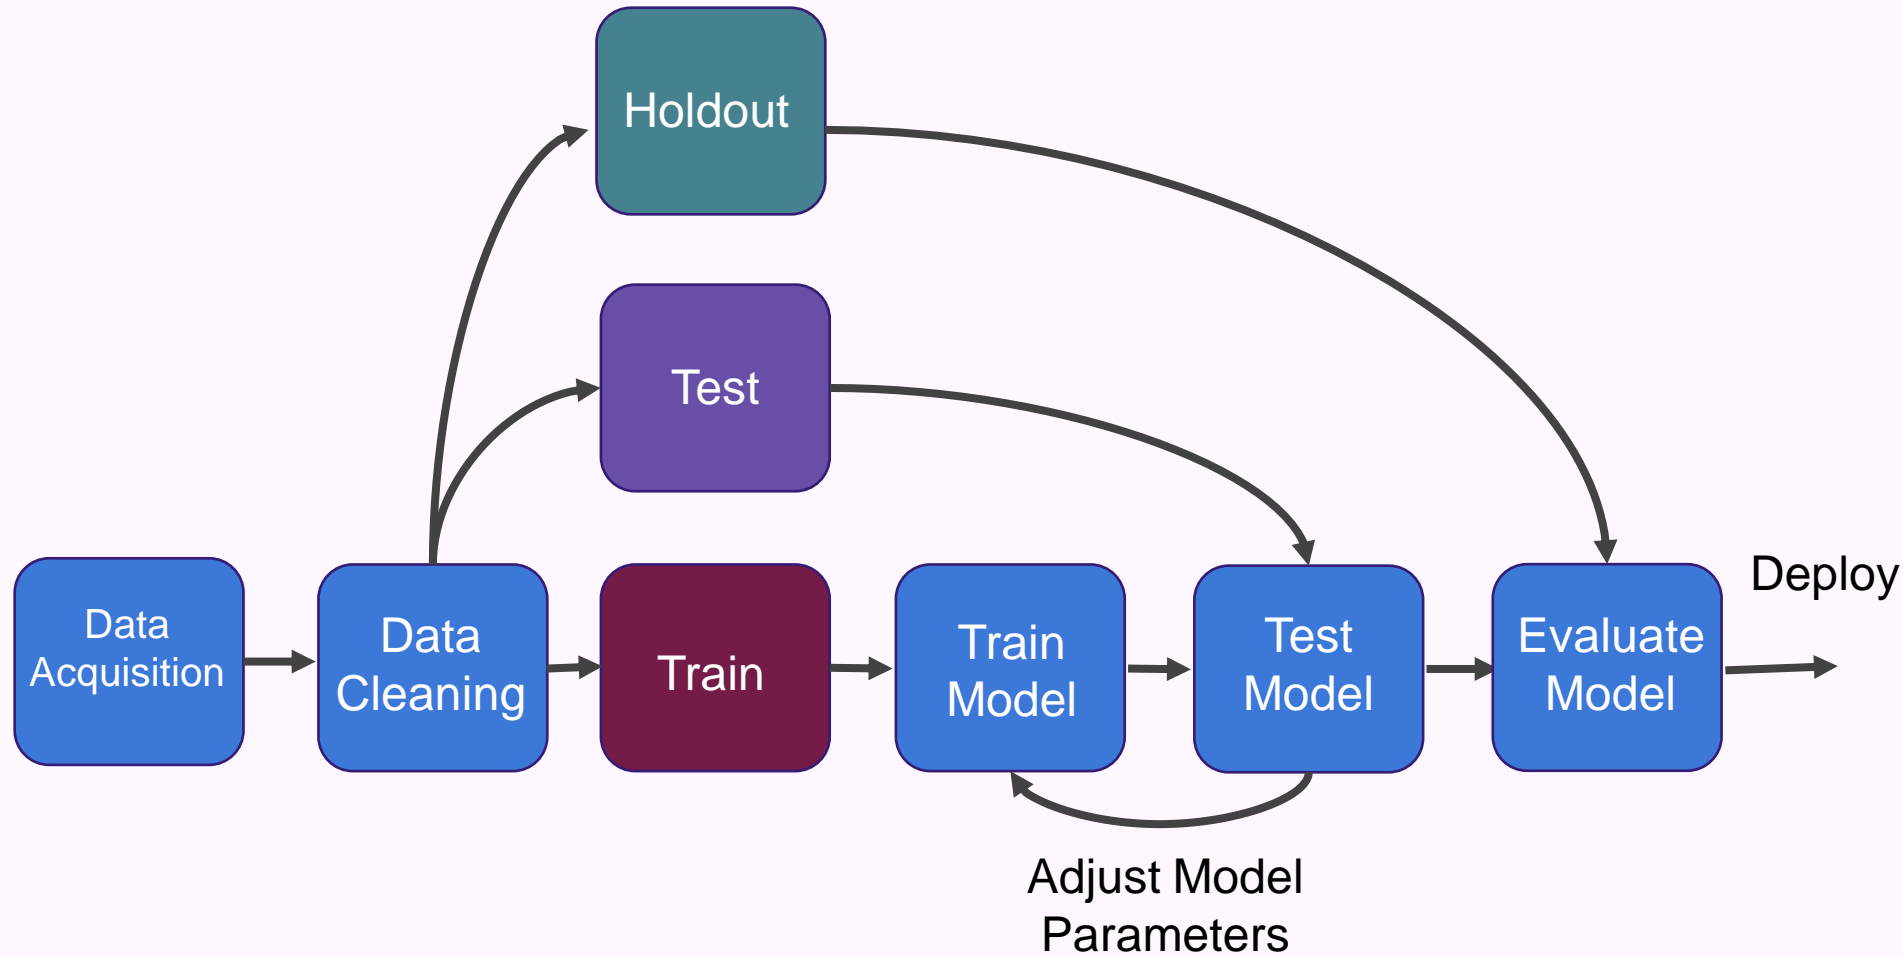 Holdout
Test
Data
Acquisition
Data
Cleaning
Train
Train
Model
Test
Model
Evaluate
Model
Deploy
Adjust Model
Parameters